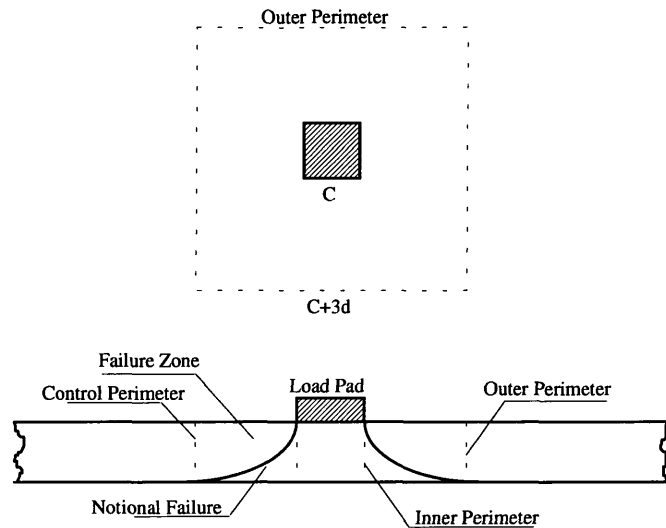 Outer Perimeter
C
C+3d
Failure Zone
Load Pad
Control Perimeter
Outer Perimeter
Notional Failure
Inner Perimeter